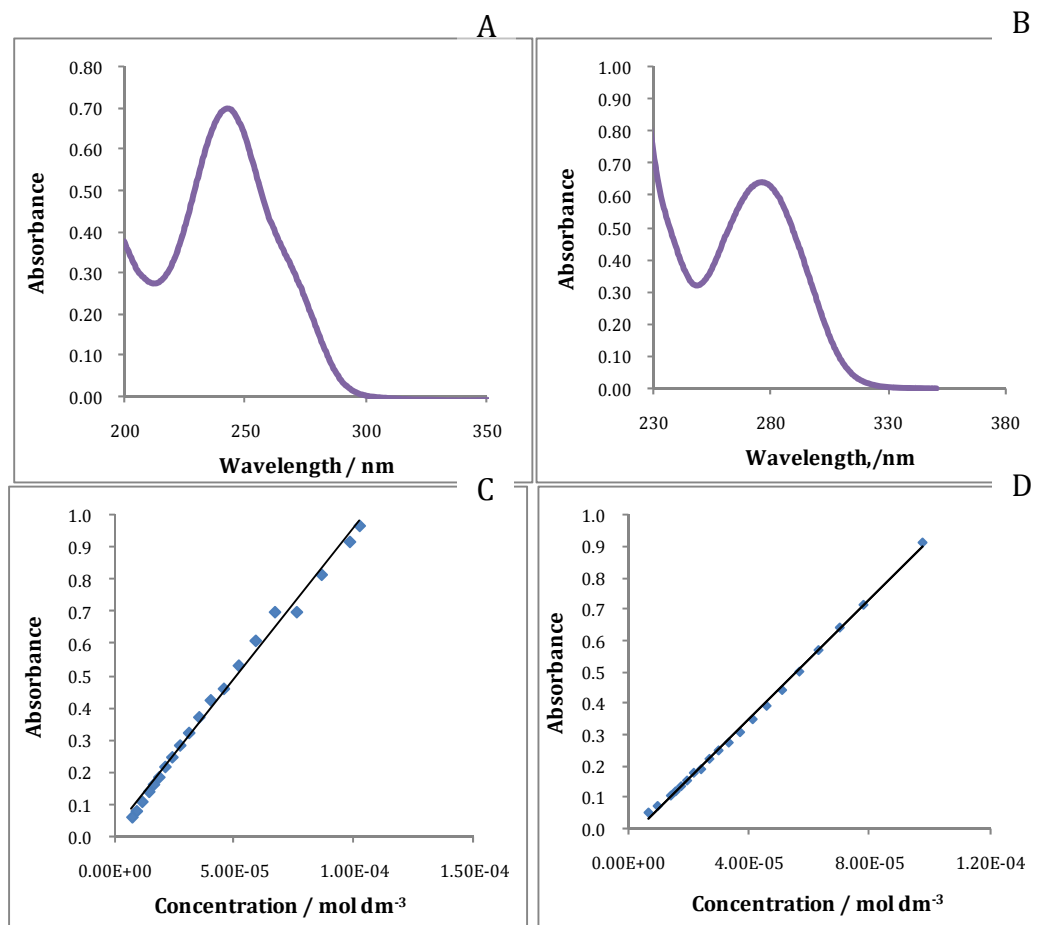 A
0.80
0.70
0.60
0.50
0.40
0.30
0.20
0.10
0.00
200 250 300 350
Absorbance
Wavelength / nm
B
1.00
0.90
0.80
0.70
0.60
0.50
0.40
0.30
0.20
0.10
0.00
230 280 330 380
Absorbance
Wavelength,/nm
C
1.0
0.9
0.8
0.7
0.6
0.5
0.4
0.3
0.2
0.1
0.0
0.00E+00 5.00E-05 1.00E-04 1.50E-04
Absorbance
Concentration / mol dm-3
D
1.0
0.9
0.8
0.7
0.6
0.5
0.4
0.3
0.2
0.1
0.0
0.00E+00 4.00E-05 8.00E-05 1.20E-04
Absorbance
Concentration / mol dm-3